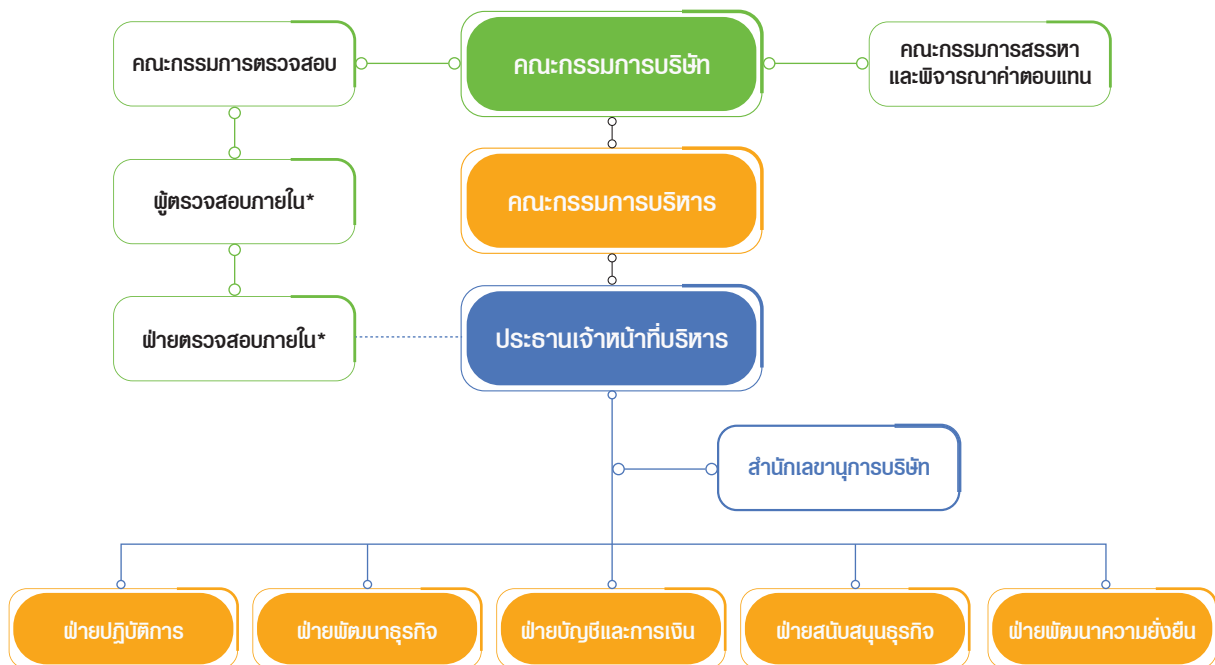 คณะกรรมการตรวจสอบ
คณะกรรมการบริษัท
คณะกรรมการสรรหา
และพิจารณาค่าตอบแทน
ผู้ตรวจสอบภายใน*
คณะกรรมการบริหาร
ฝ่ายตรวจสอบภายใน*
ประธานเจ้าหน้าที่บริหาร
สำนักเลขานุการบริษัท
ฝ่ายปฏิบัติการ
ฝ่ายพัฒนาธุรกิจ
ฝ่ายบัญชีและการเงิน
ฝ่ายสนับสนุนธุรกิจ
ฝ่ายพัฒนาความยั่งยืน